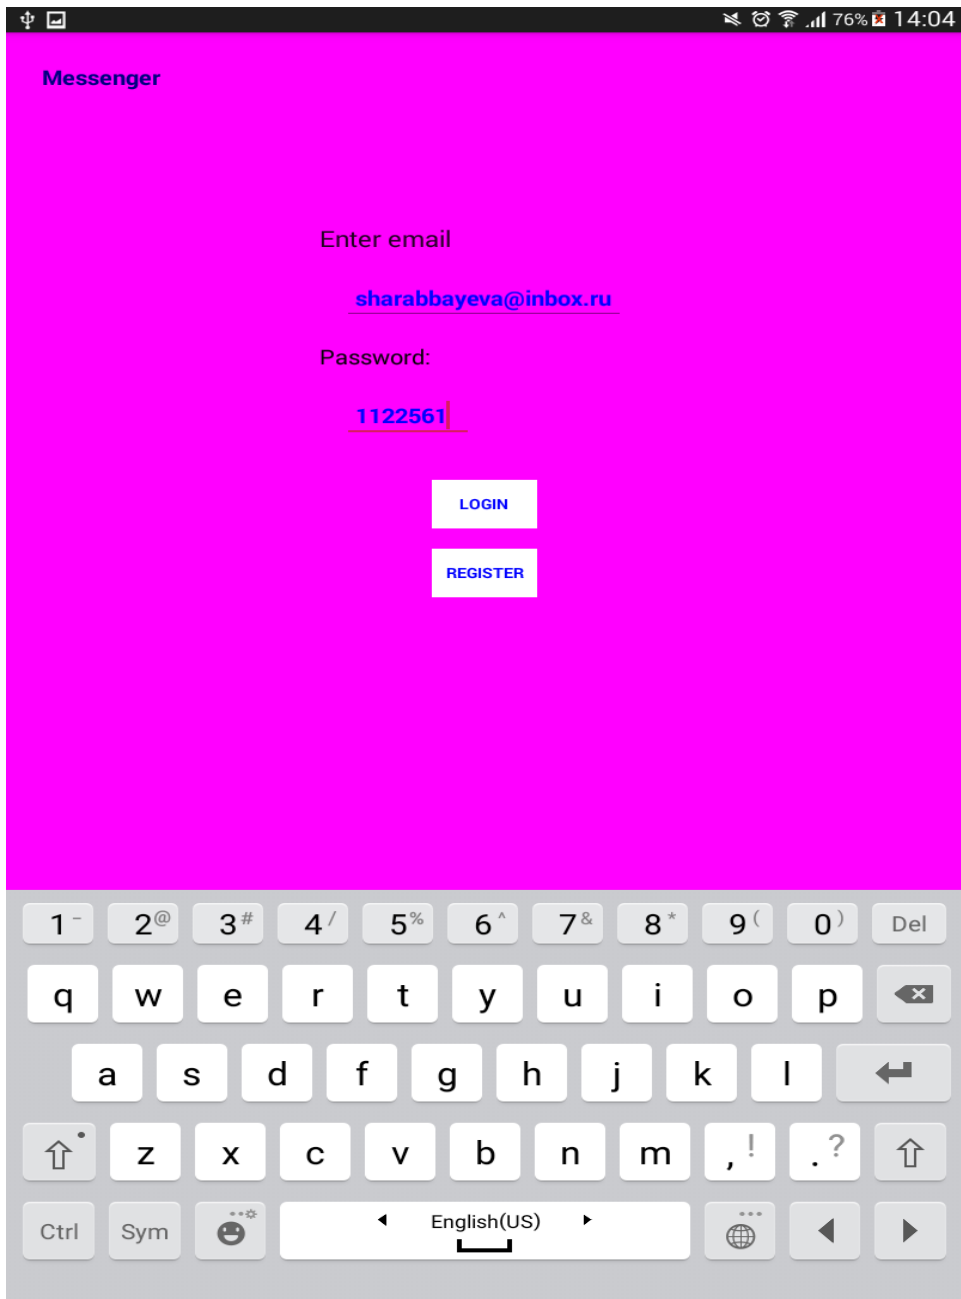 76% 14:04
Messenger
Enter email
sharabbayeva@inbox.ru
Password:
1122561
LOGIN
REGISTER
1 - 2 @ 3 # 4 / 5 % 6 ^ 7 & 8 * 9 ( 0 ) Del
q w e r t y u i o p
a s d f g h j k l
z x c v b n m , ! . ?
Ctrl Sym English(US)